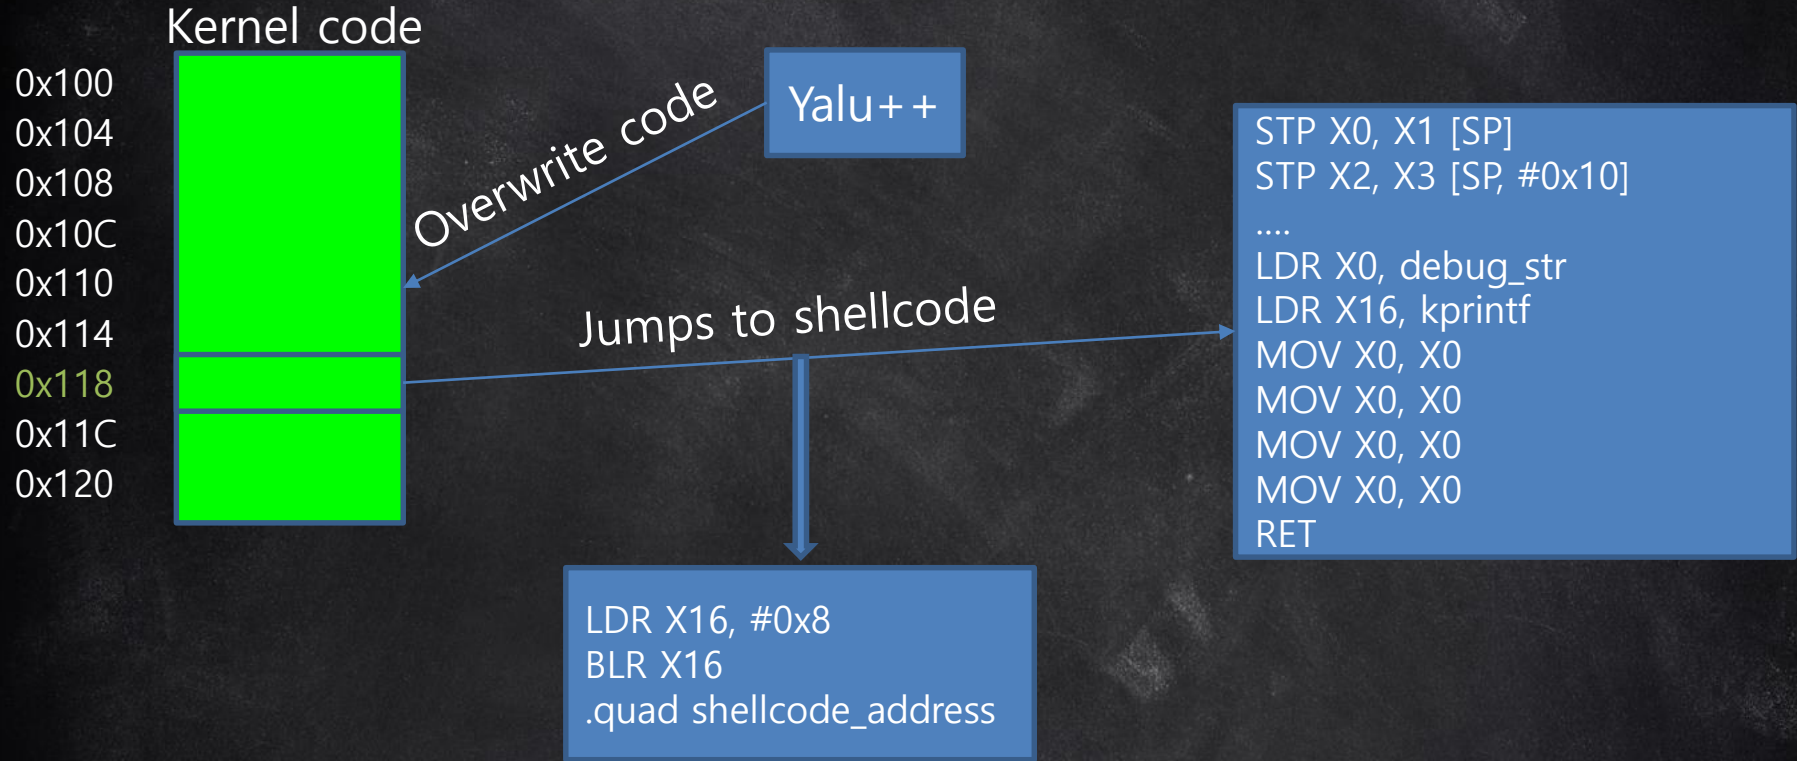 Kernel code
0x100
0x104
0x108
0x10C
0x110
0x114
0x118
0x11C
0x120
Overwrite code
Yalu++
Jumps to shellcode
STP X0, X1 [SP]
STP X2, X3 [SP, #0x10]
....
LDR X0, debug_str
LDR X16, kprintf
MOV X0, X0
MOV X0, X0
MOV X0, X0
MOV X0, X0
RET
LDR X16, #0x8
BLR X16
.quad shellcode_address